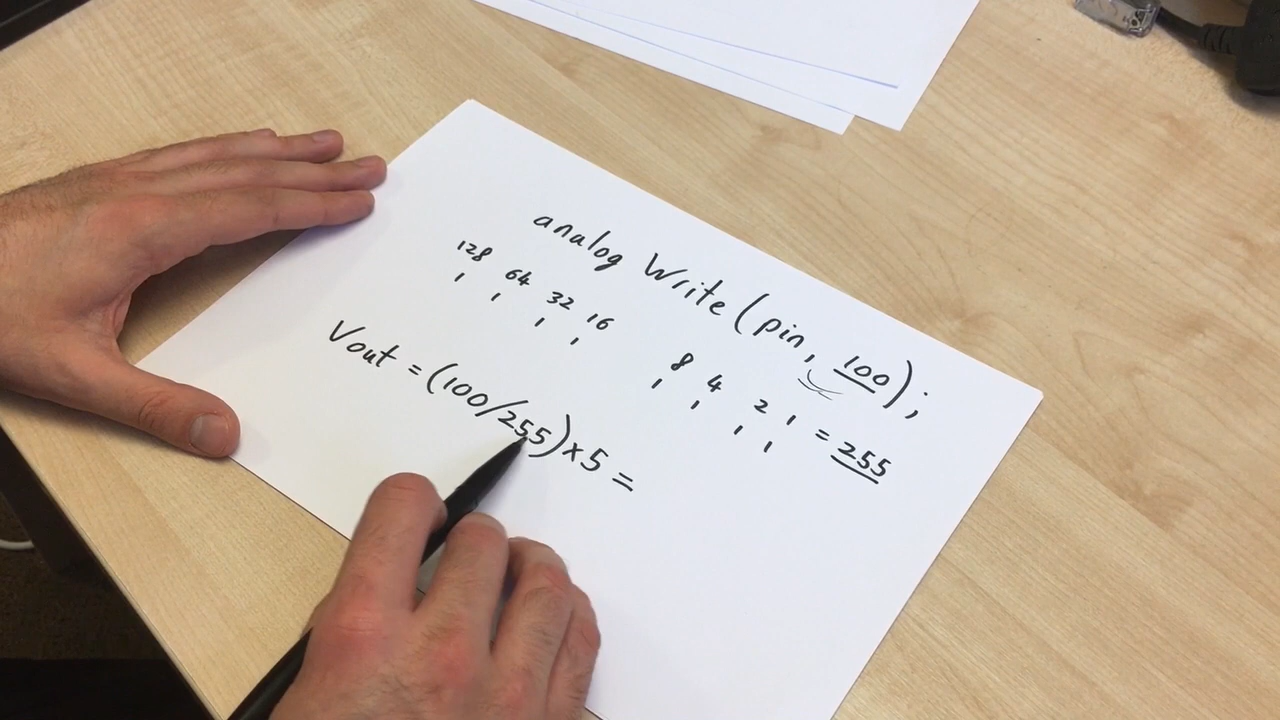 analog Write (pin, 100);
128 64 32 16 8 4 2 1 = 255
1 1 1 1 1 1 1 1
Vout = (100/255) x 5 =